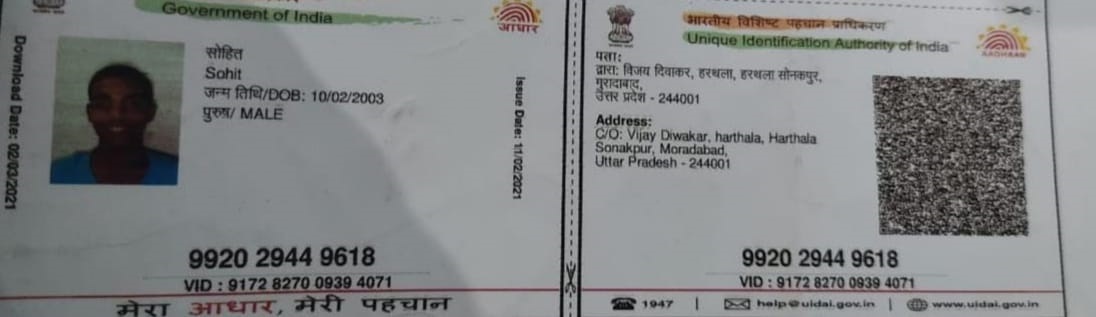 Government of India
आधार
Download Date: 02/03/2021
सोहित
Sohit
जन्म तिथि/DOB: 10/02/2003
पुरुष/ MALE
Issue Date: 11/02/2021
9920 2944 9618
VID : 9172 8270 0939 4071
मेरा आधार, मेरी पहचान
भारतीय विशिष्ट पहचान प्राधिकरण
Unique Identification Authority of India
AADHAAR
पता:
द्वारा: विजय दिवाकर, हरथला, हरथला सोनकपुर,
मुरादाबाद,
उत्तर प्रदेश - 244001
Address:
C/O: Vijay Diwakar, harthala, Harthala
Sonakpur, Moradabad,
Uttar Pradesh - 244001
9920 2944 9618
VID : 9172 8270 0939 4071
1947 | help@uidai.gov.in | www.uidai.gov.in